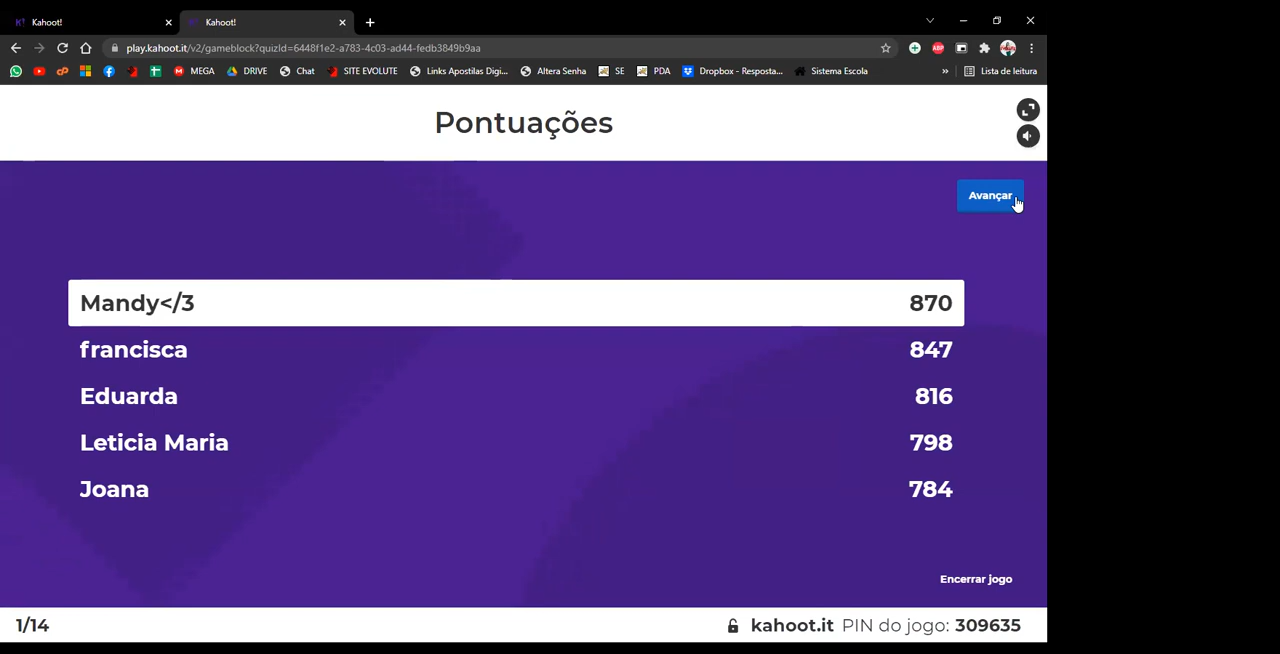 K! Kahoot!
K! Kahoot!
play.kahoot.it/v2/gameblock?quizId=6448f1e2-a783-4c03-ad44-fedb3849b9aa
ABP
MEGA DRIVE Chat SITE EVOLUTE Links Apostilas Digi... Altera Senha SE PDA Dropbox - Resposta... Sistema Escola » Lista de leitura
Pontuações
Avançar
Mandy</3 870
francisca 847
Eduarda 816
Leticia Maria 798
Joana 784
Encerrar jogo
1/14 kahoot.it PIN do jogo: 309635